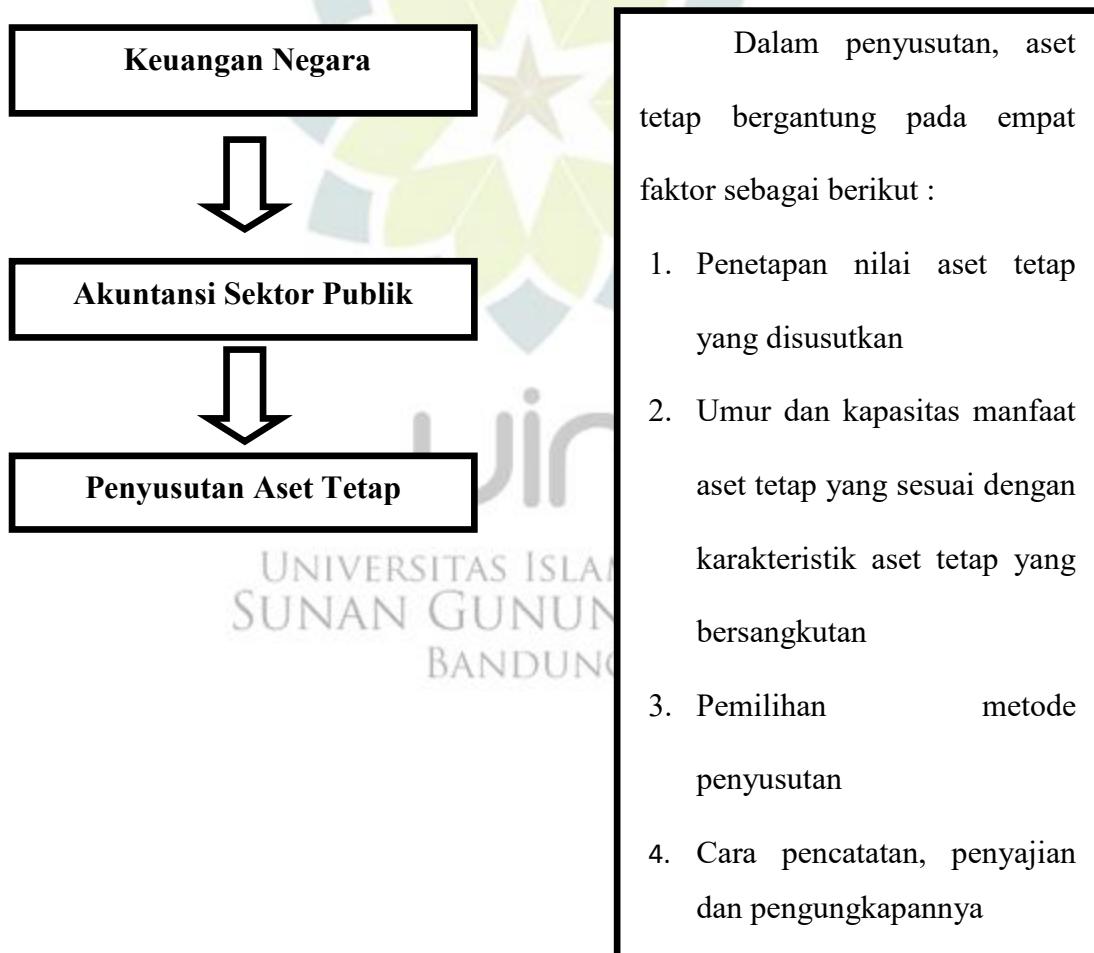 Keuangan Negara
Akuntansi Sektor Publik
Penyusutan Aset Tetap
Dalam penyusutan, aset
tetap bergantung pada empat
faktor sebagai berikut :
1. Penetapan nilai aset tetap
yang disusutkan
2. Umur dan kapasitas manfaat
aset tetap yang sesuai dengan
karakteristik aset tetap yang
bersangkutan
3. Pemilihan metode
penyusutan
4. Cara pencatatan, penyajian
dan pengungkapannya
uin
UNIVERSITAS ISLA
SUNAN GUNUN
BANDUNG